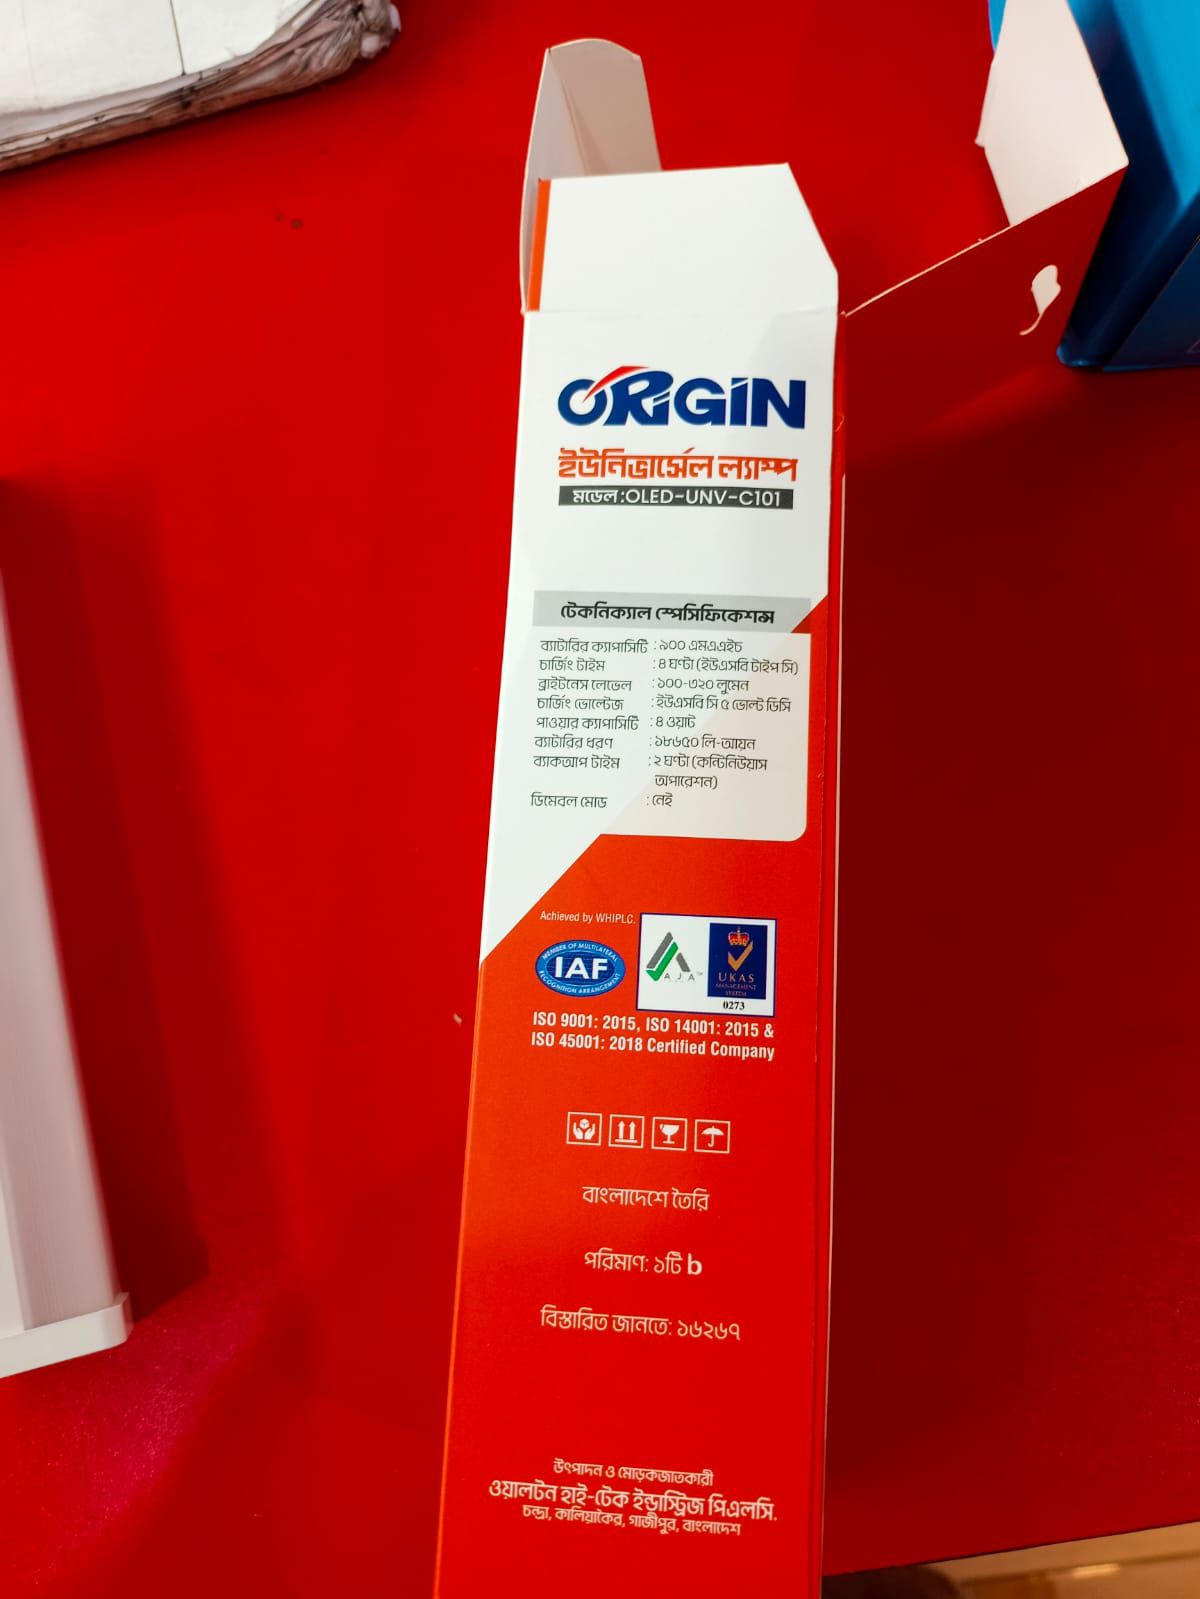 ORiGiN
ইউনিভার্সেল ল্যাম্প
মডেল :OLED-UNV-C101
টেকনিক্যাল স্পেসিফিকেশন্স
ব্যাটারির ক্যাপাসিটি : ৯০০ এমএএইচ
চার্জিং টাইম : ৪ ঘণ্টা (ইউএসবি টাইপ সি)
ব্রাইটনেস লেভেল : ১০০-৩২০ লুমেন
চার্জিং ভোল্টেজ : ইউএসবি সি ৫ ভোল্ট ডিসি
পাওয়ার ক্যাপাসিটি : ৪ ওয়াট
ব্যাটারির ধরণ : ১৮৬৫০ লি-আয়ন
ব্যাকআপ টাইম : ২ ঘণ্টা (কন্টিনিউয়াস
অপারেশন)
ডিমেবল মোড : নেই
Achieved by WHIPLC.
MEMBER OF MULTILATERAL
IAF
RECOGNITION ARRANGEMENT
AJA™
UKAS
MANAGEMENT
SYSTEM
0273
ISO 9001: 2015, ISO 14001: 2015 &
ISO 45001: 2018 Certified Company
বাংলাদেশে তৈরি
পরিমাণ: ১টি b
বিস্তারিত জানতে: ১৬২৬৭
উৎপাদন ও মোড়কজাতকারী
ওয়ালটন হাই-টেক ইন্ডাস্ট্রিজ পিএলসি.
চন্দ্রা, কালিয়াকৈর, গাজীপুর, বাংলাদেশ